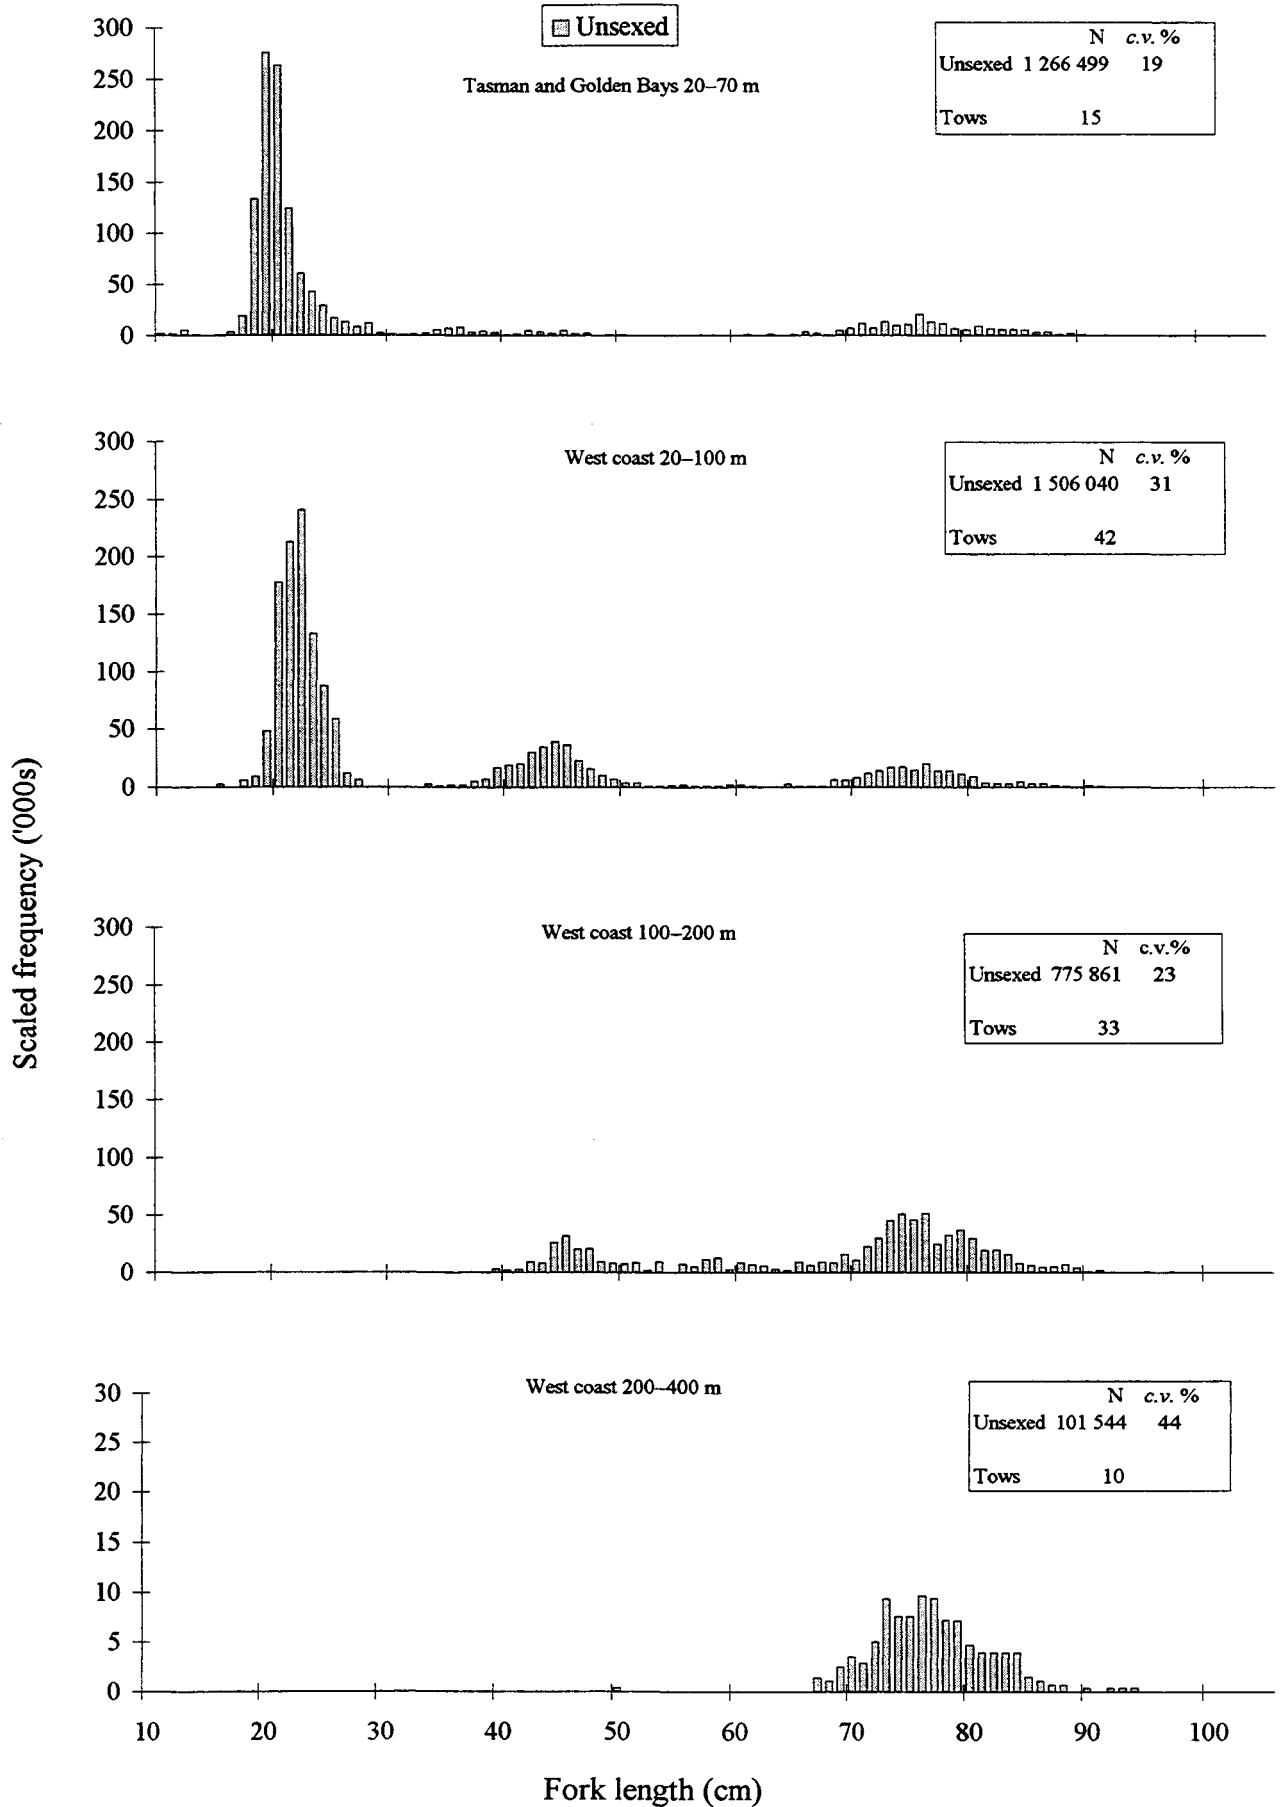 Unsexed
Tasman and Golden Bays 20–70 m
N c.v. %
Unsexed 1 266 499 19
Tows 15
300
250
200
150
100
50
0
West coast 20–100 m
N c.v. %
Unsexed 1 506 040 31
Tows 42
300
250
200
150
100
50
0
Scaled frequency ('000s)
West coast 100–200 m
N c.v.%
Unsexed 775 861 23
Tows 33
300
250
200
150
100
50
0
West coast 200–400 m
N c.v. %
Unsexed 101 544 44
Tows 10
30
25
20
15
10
5
0
10 20 30 40 50 60 70 80 90 100
Fork length (cm)